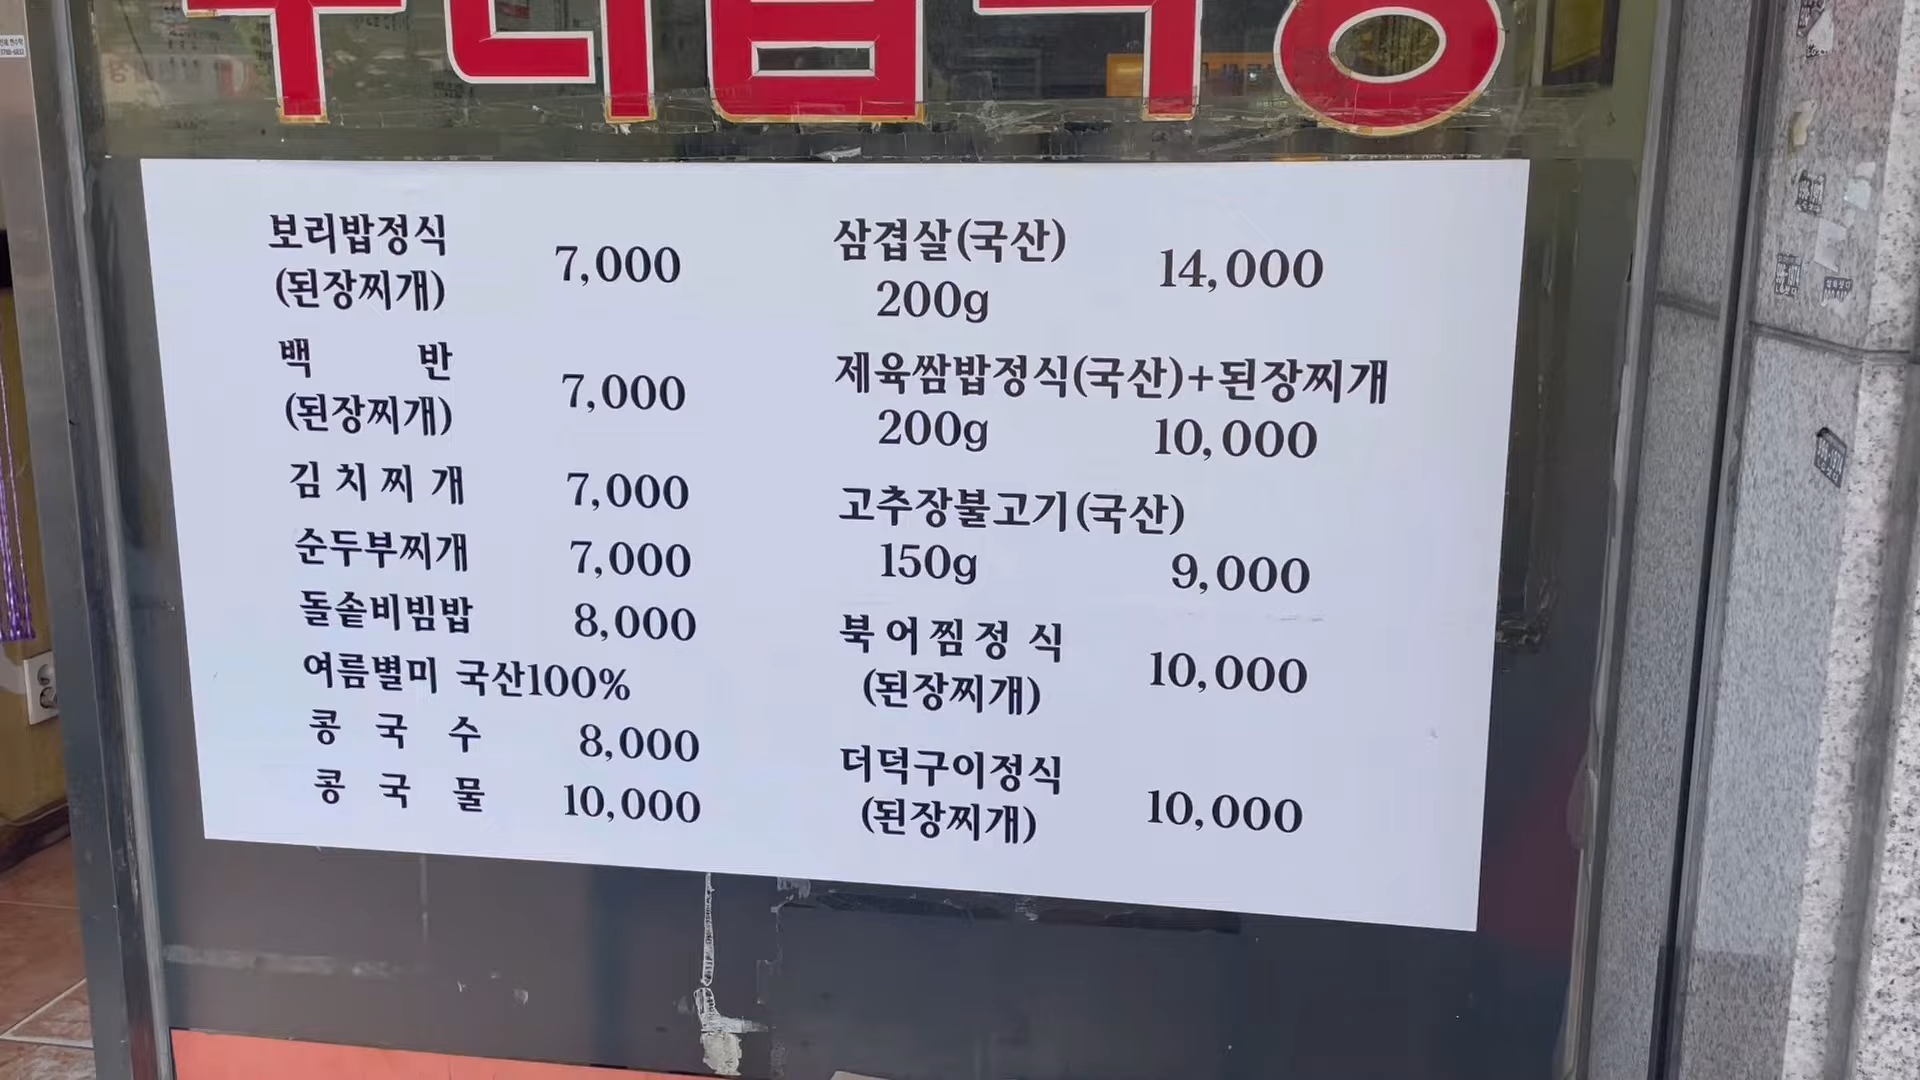 보리밥정식
(된장찌개) 7,000
백 반
(된장찌개) 7,000
김치찌개 7,000
순두부찌개 7,000
돌솥비빔밥 8,000
여름별미 국산100%
콩 국 수 8,000
콩 국 물 10,000
삼겹살(국산)
200g 14,000
제육쌈밥정식(국산)+된장찌개
200g 10,000
고추장불고기(국산)
150g 9,000
북어찜정식
(된장찌개) 10,000
더덕구이정식
(된장찌개) 10,000